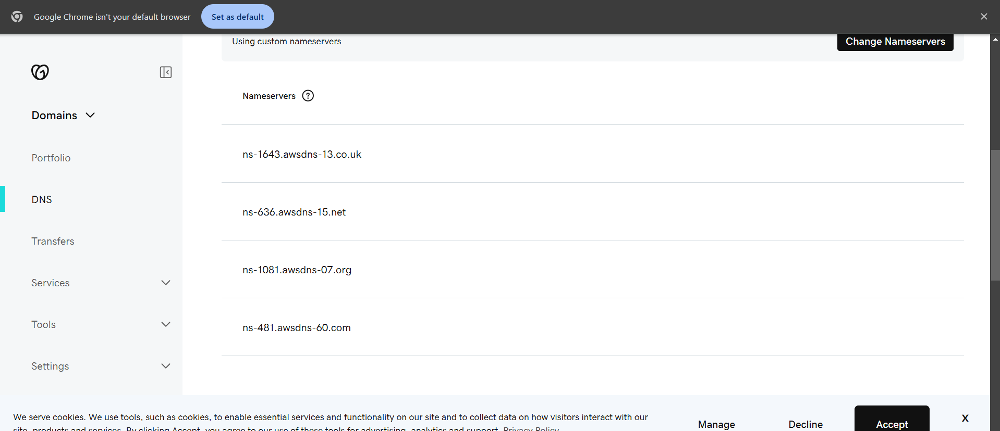 Google Chrome isn't your default browser
Set as default
Using custom nameservers
Change Nameservers
Domains
Portfolio
DNS
Transfers
Services
Tools
Settings
Nameservers
ns-1643.awsdns-13.co.uk
ns-636.awsdns-15.net
ns-1081.awsdns-07.org
ns-481.awsdns-60.com
We serve cookies. We use tools, such as cookies, to enable essential services and functionality on our site and to collect data on how visitors interact with our
site, products and services. By clicking Accept, you agree to our use of these tools for advertising, analytics and support. Privacy Policy
Manage
Decline
Accept
X